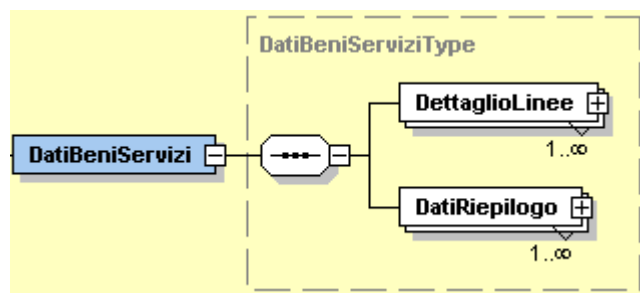 DatiBeniServiziType
DettaglioLinee
1..∞
DatiBeniServizi
DatiRiepilogo
1..∞